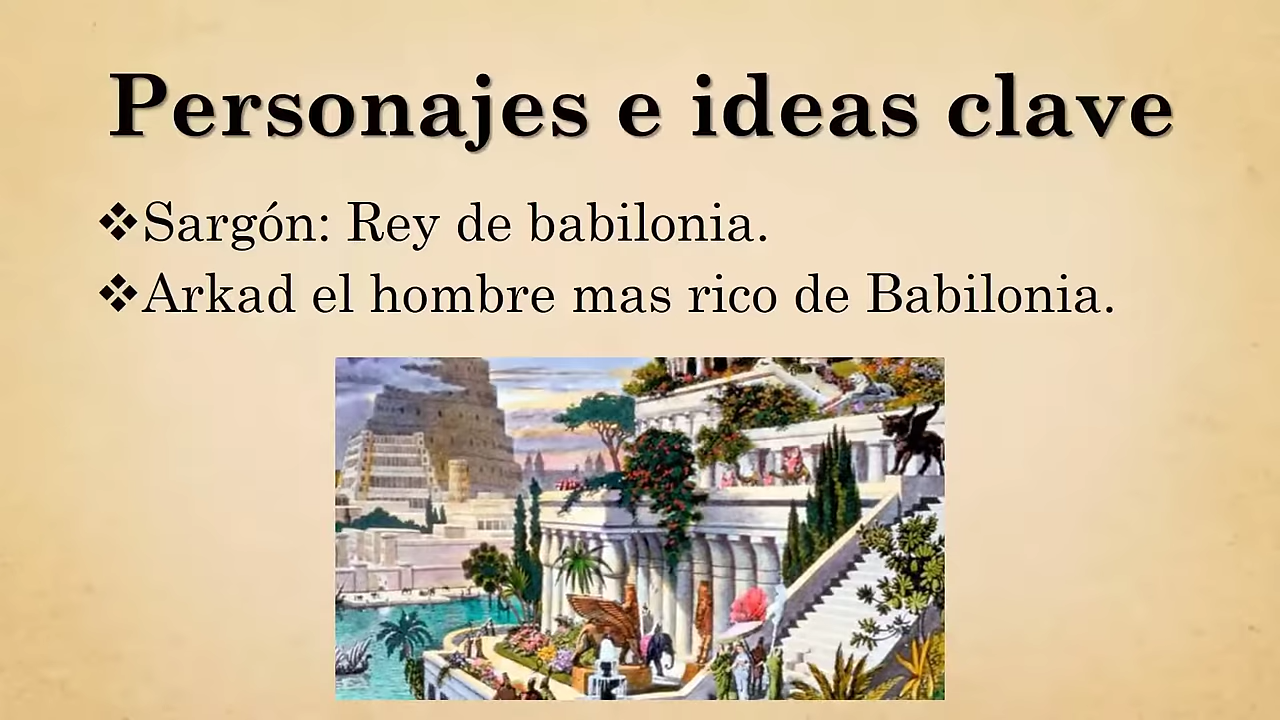 Personajes e ideas clave
❖Sargón: Rey de babilonia.
❖Arkad el hombre mas rico de Babilonia.